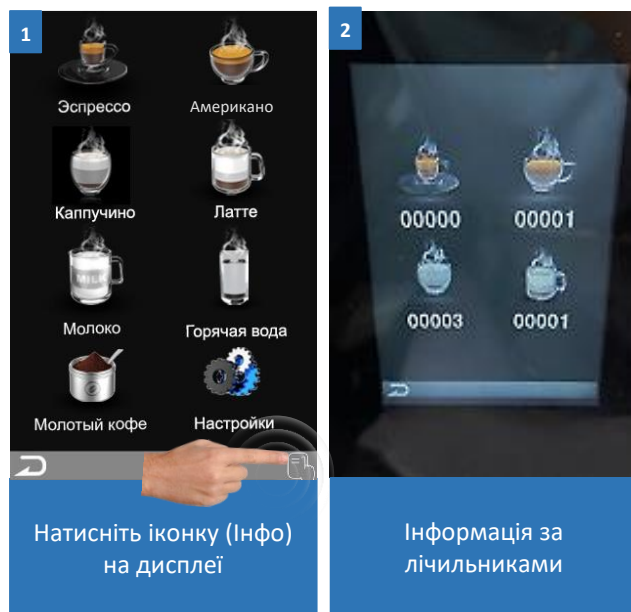 1
Эспрессо
Американо
Каппучино
Латте
MILK
Молоко
Горячая вода
Молотый кофе
Настройки
Натисніть іконку (Інфо)
на дисплеї
2
00000
00001
00003
00001
Інформація за
лічильниками